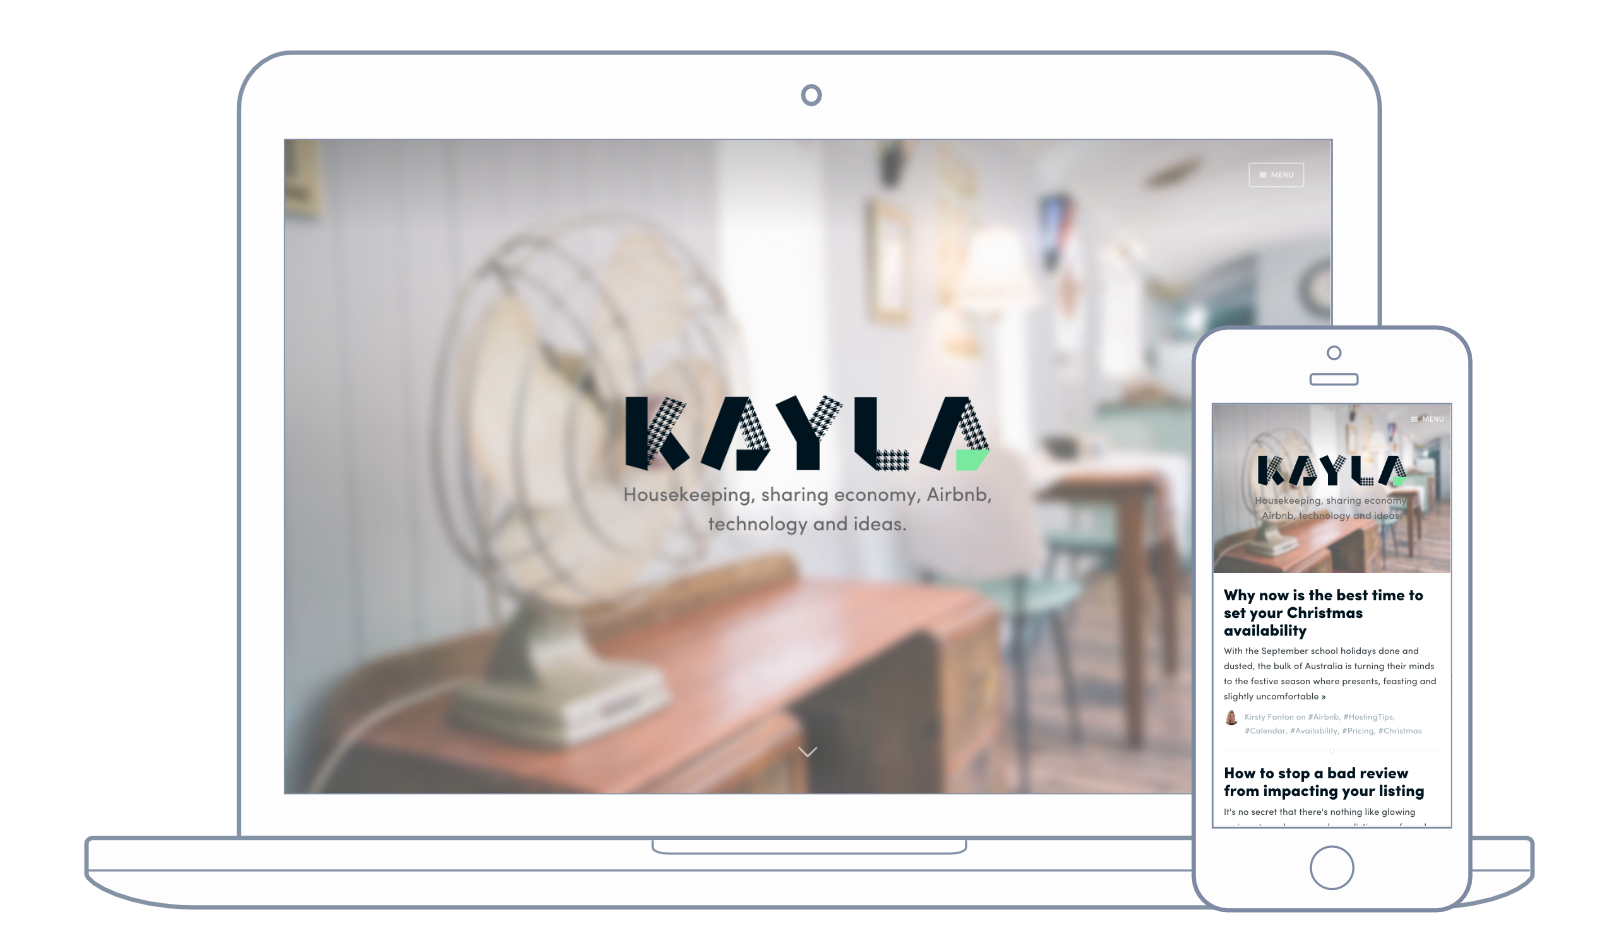 MENU
KAYLA
Housekeeping, sharing economy, Airbnb,
technology and ideas.
MENU
KAYLA
Housekeeping, sharing economy,
Airbnb, technology and ideas.
Why now is the best time to
set your Christmas
availability
With the September school holidays done and
dusted, the bulk of Australia is turning their minds
to the festive season where presents, feasting and
slightly uncomfortable »
Kirsty Fanton on #Airbnb, #HostingTips,
#Calendar, #Availability, #Pricing, #Christmas
How to stop a bad review
from impacting your listing
It's no secret that there's nothing like glowing